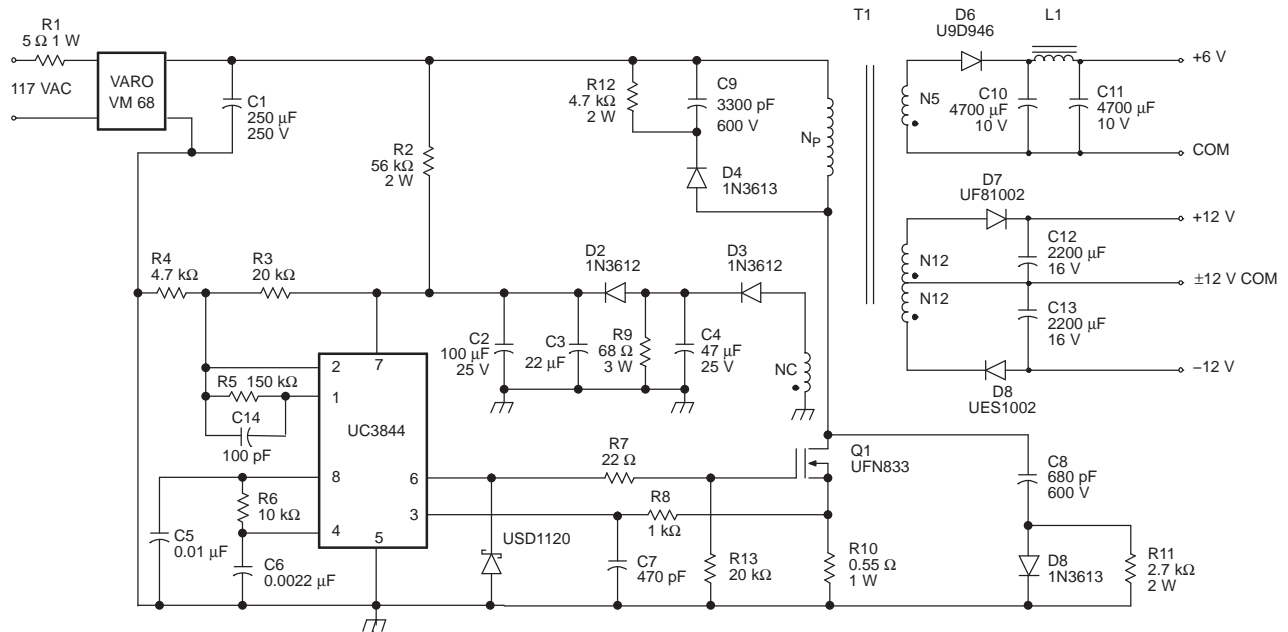 R1
5 Ω 1 W
117 VAC
VARO
VM 68
C1
250 µF
250 V
R12
4.7 kΩ
2 W
C9
3300 pF
600 V
NP
D4
1N3613
R2
56 kΩ
2 W
T1
D6
U9D946
L1
+6 V
N5
C10
4700 µF
10 V
C11
4700 µF
10 V
COM
D7
UF81002
+12 V
N12
N12
C12
2200 µF
16 V
±12 V COM
C13
2200 µF
16 V
–12 V
D8
UES1002
R4
4.7 kΩ
R3
20 kΩ
D2
1N3612
D3
1N3612
C2
100 µF
25 V
C3
22 µF
R9
68 Ω
3 W
C4
47 µF
25 V
NC
2
7
R5 150 kΩ
1
C14
100 pF
UC3844
8
6
R6
10 kΩ
4
3
5
C5
0.01 µF
C6
0.0022 µF
R7
22 Ω
Q1
UFN833
R8
1 kΩ
USD1120
C7
470 pF
R13
20 kΩ
R10
0.55 Ω
1 W
C8
680 pF
600 V
D8
1N3613
R11
2.7 kΩ
2 W